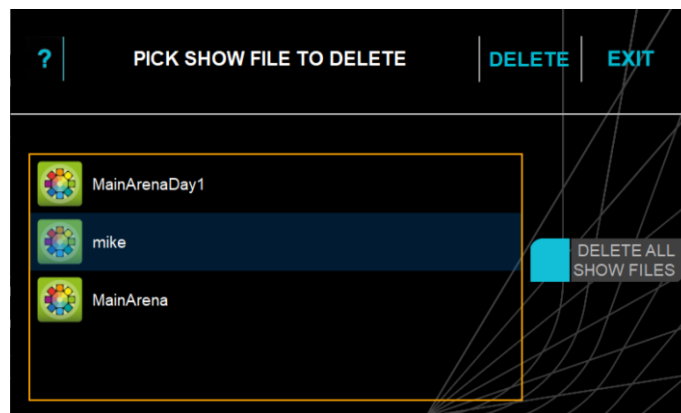 ? PICK SHOW FILE TO DELETE DELETE EXIT
MainArenaDay1
mike
DELETE ALL
SHOW FILES
MainArena